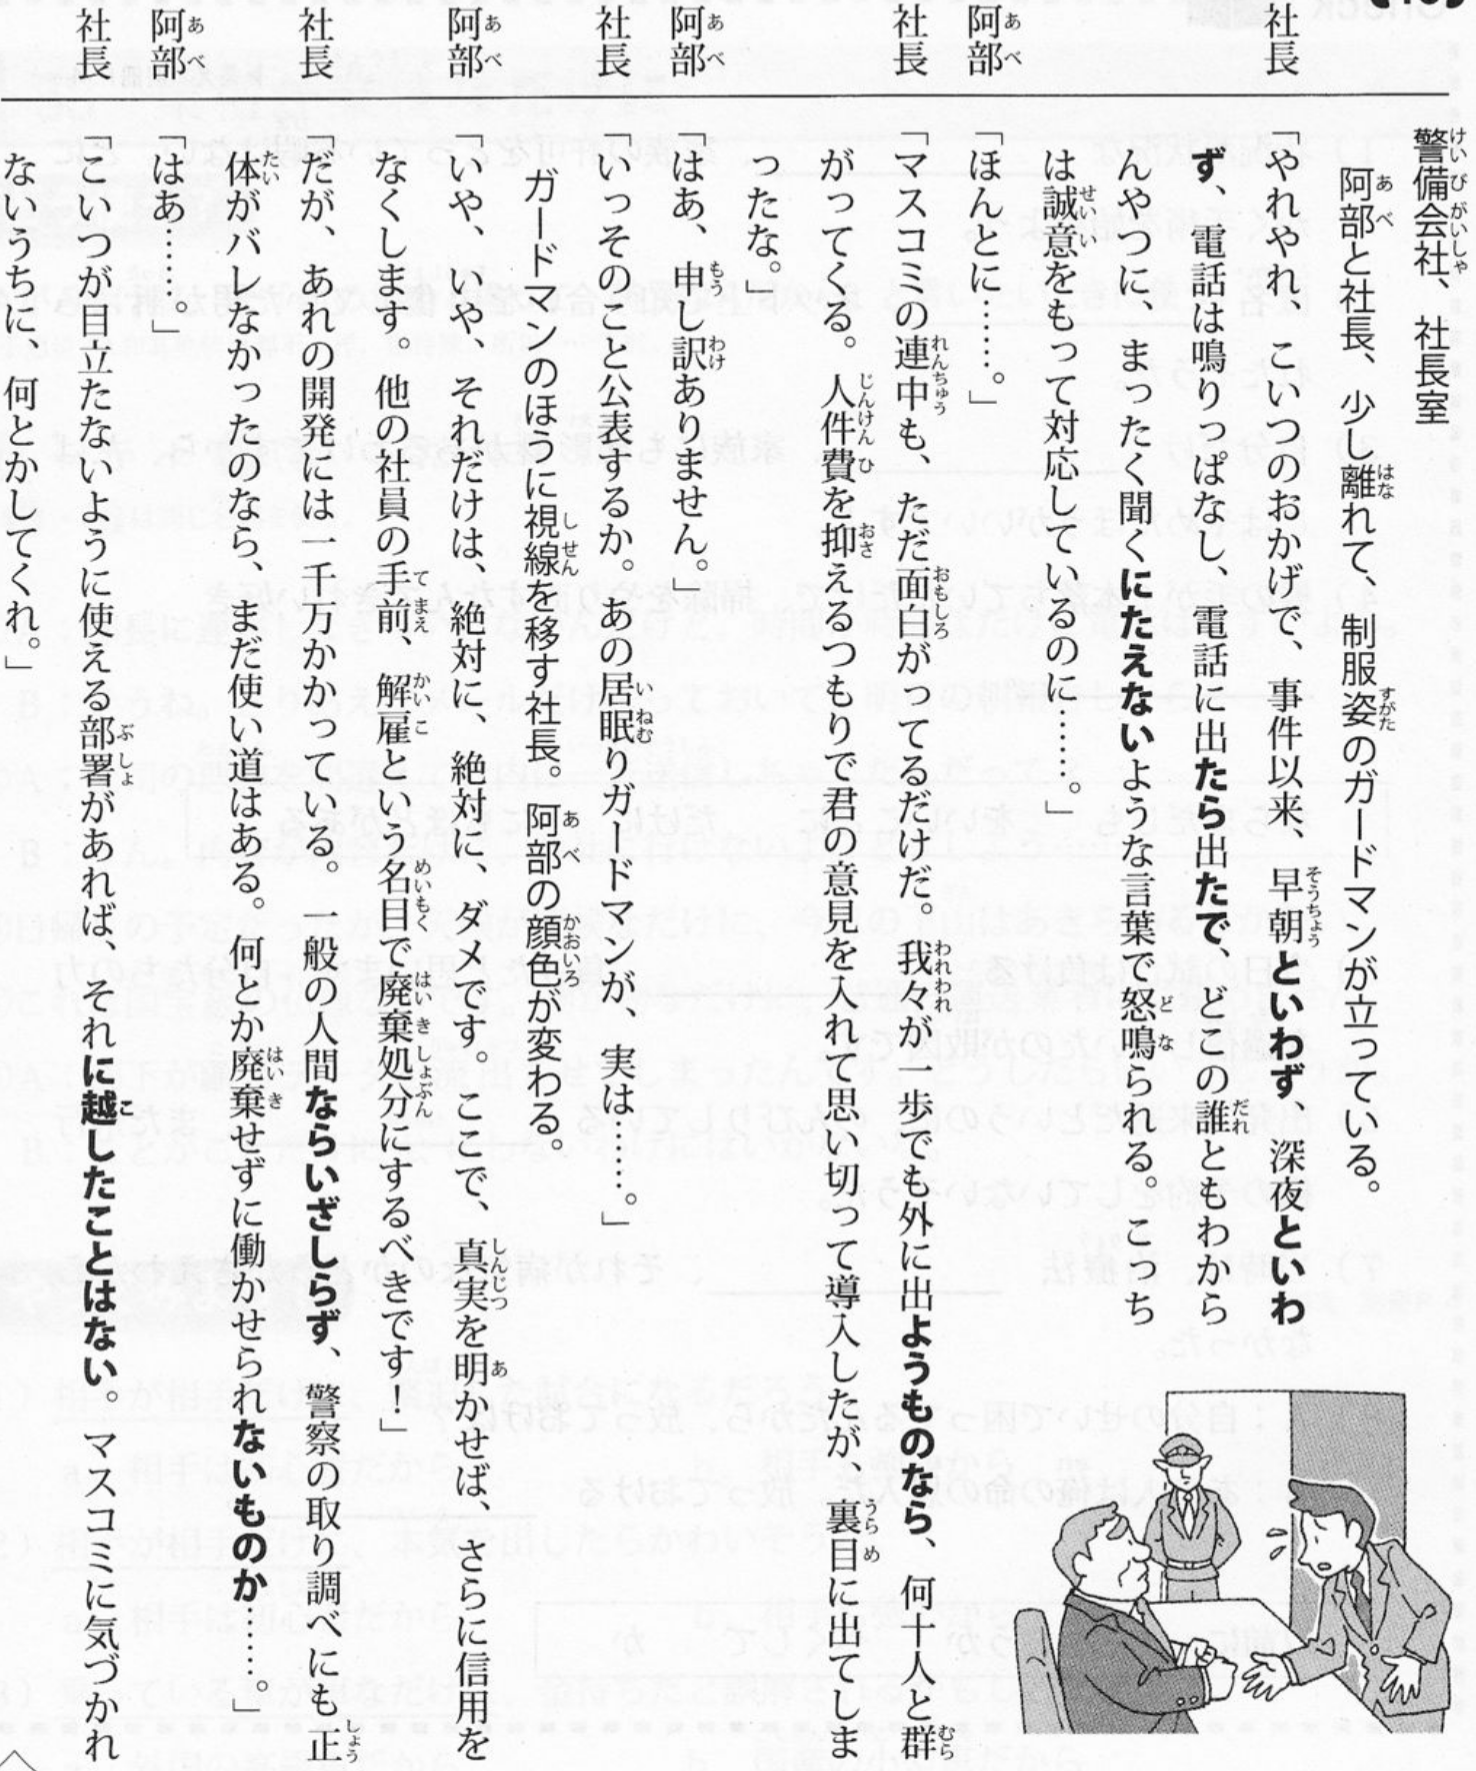 警備会社、社長室
阿部と社長、少し離れて、制服姿のガードマンが立っている。
社長「やれやれ、こいつのおかげで、事件以来、早朝といわず、深夜といわ
ず、電話は鳴りっぱなし、電話に出たら出たで、どこの誰ともわから
んやつに、まったく聞くにたえないような言葉で怒鳴られる。こっち
は誠意をもって対応しているのに……。」
阿部「ほんとに……。」
社長「マスコミの連中も、ただ面白がってるだけだ。我々が一歩でも外に出ようものなら、何十人と群
がってくる。人件費を抑えるつもりで君の意見を入れて思い切って導入したが、裏目に出てしま
ったな。」
阿部「はあ、申し訳ありません。」
社長「いっそのこと公表するか。あの居眠りガードマンが、実は……。」
ガードマンのほうに視線を移す社長。阿部の顔色が変わる。
阿部「いや、いや、それだけは、絶対に、絶対に、ダメです。ここで、真実を明かせば、さらに信用を
なくします。他の社員の手前、解雇という名目で廃棄処分にするべきです！」
社長「だが、あれの開発には一千万かかっている。一般の人間ならいざしらず、警察の取り調べにも正
体がバレなかったのなら、まだ使い道はある。何とか廃棄せずに働かせられないものか……。」
阿部「はあ……。」
社長「こいつが目立たないように使える部署があれば、それに越したことはない。マスコミに気づかれ
ないうちに、何とかしてくれ。」